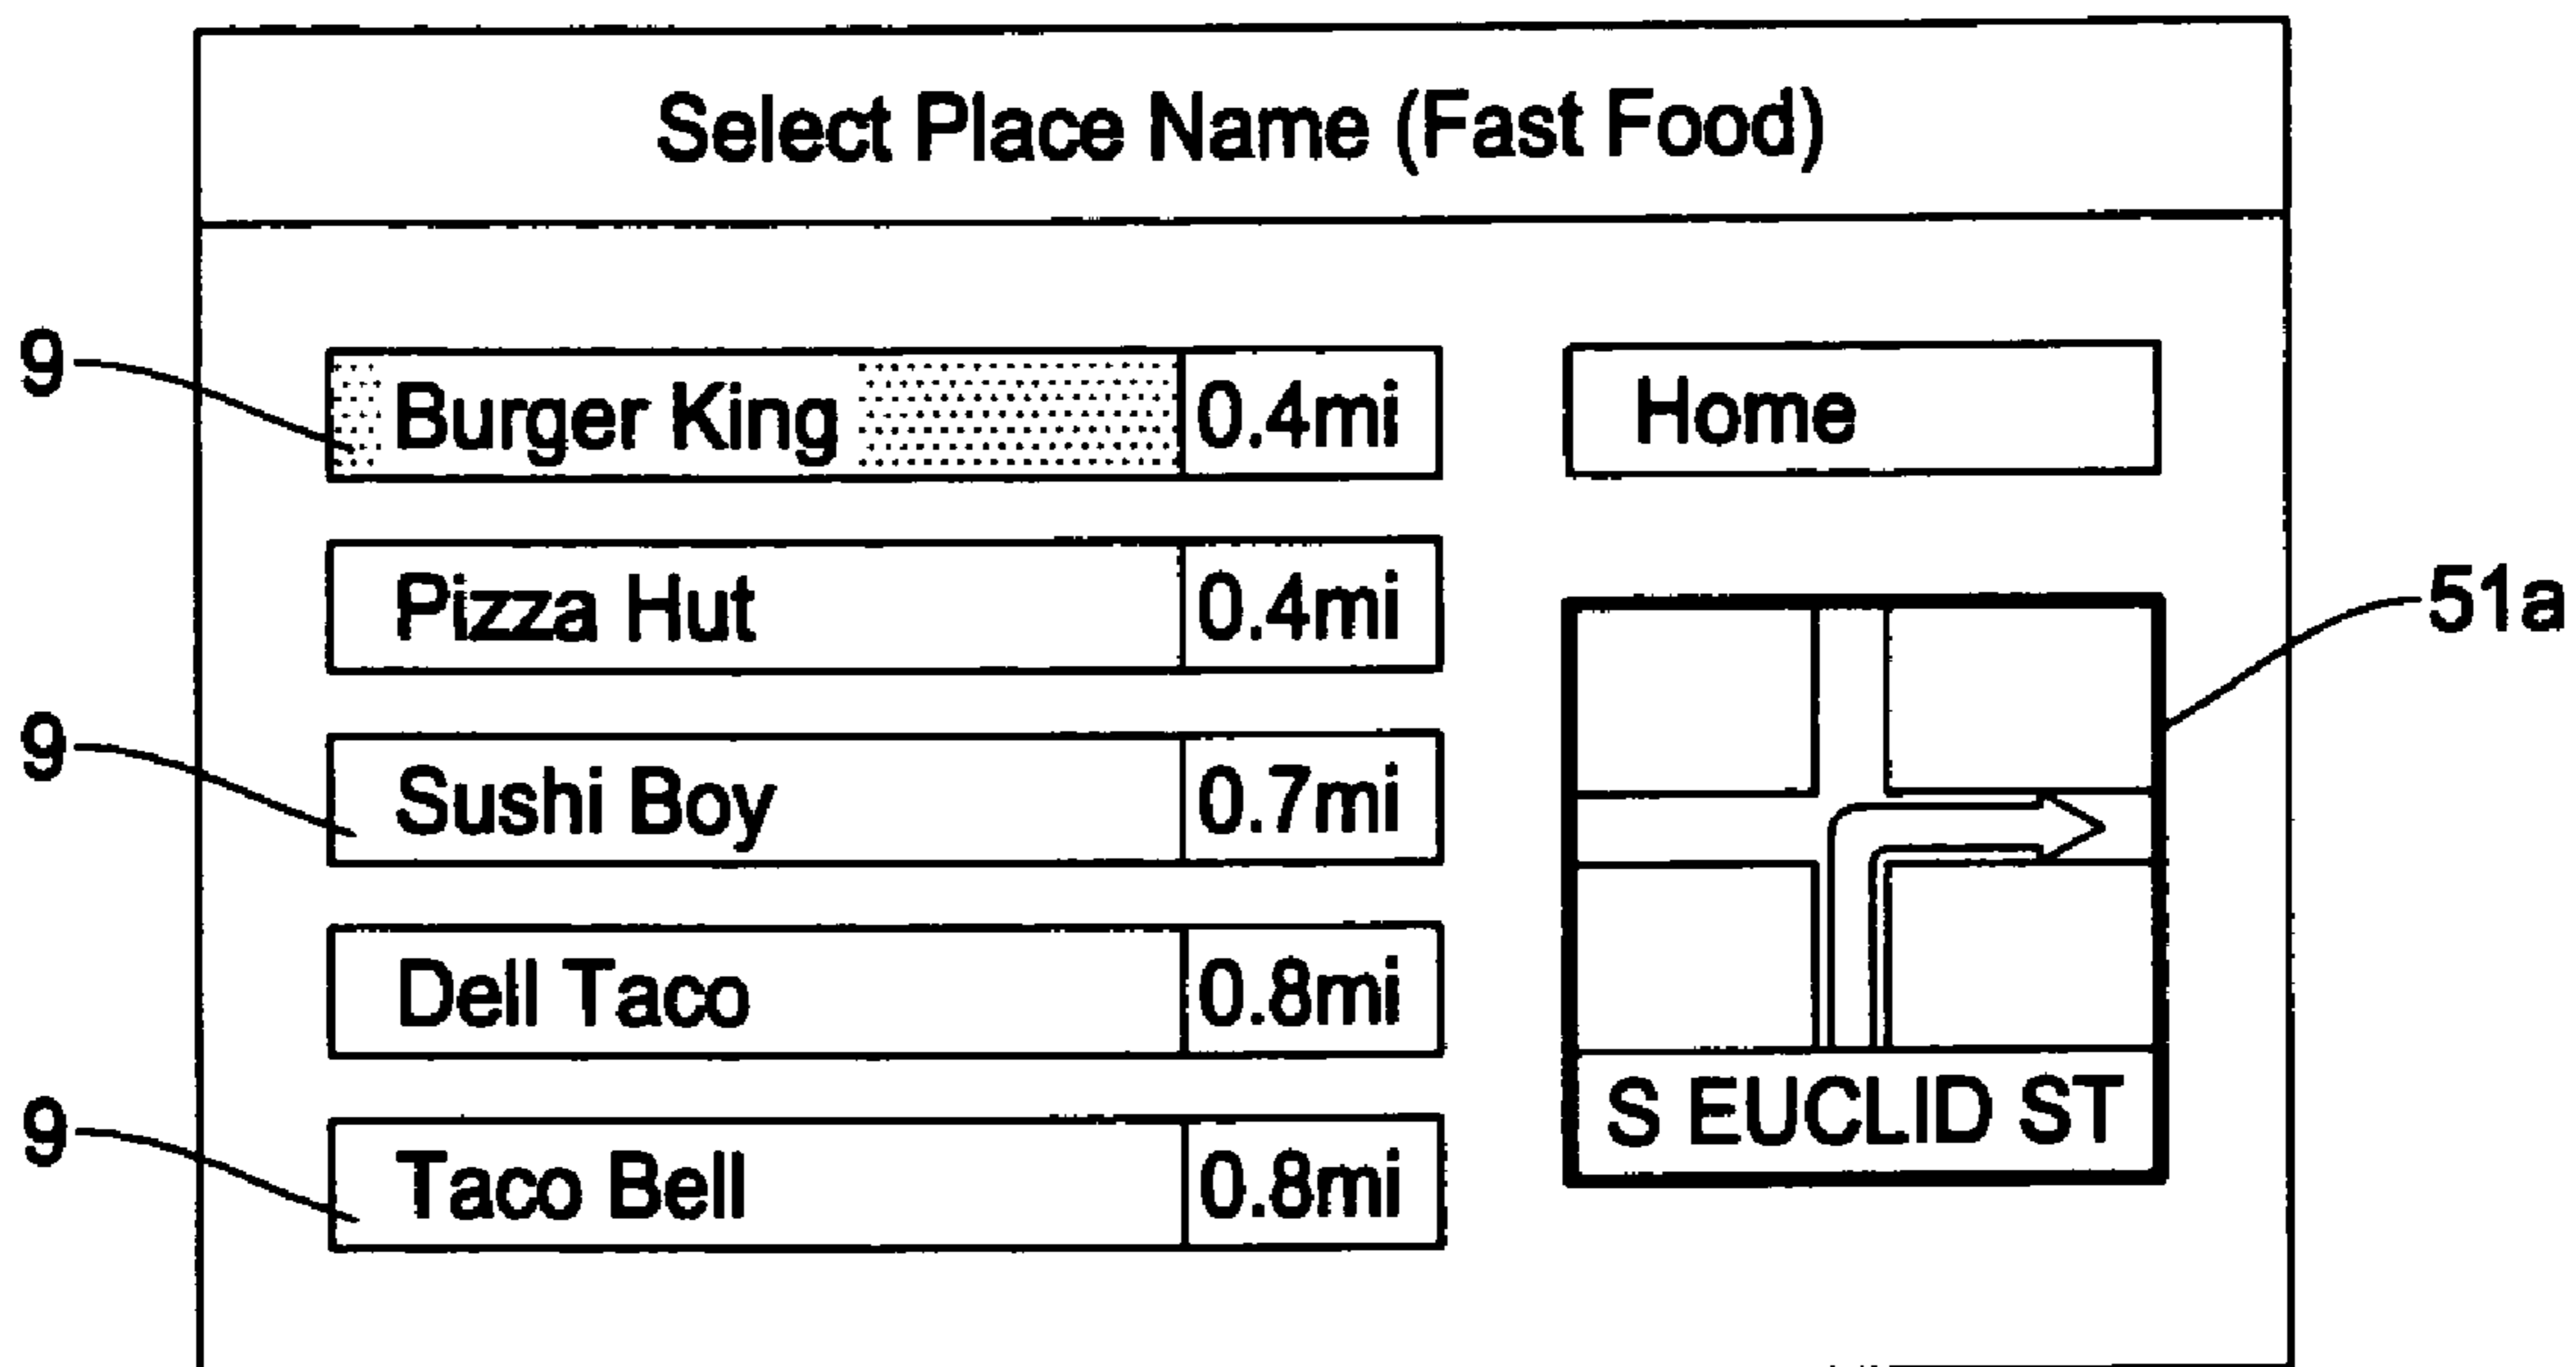 Select Place Name (Fast Food)
9
Burger King 0.4mi
Home
Pizza Hut 0.4mi
51a
9
Sushi Boy 0.7mi
Dell Taco 0.8mi
9
Taco Bell 0.8mi
S EUCLID ST